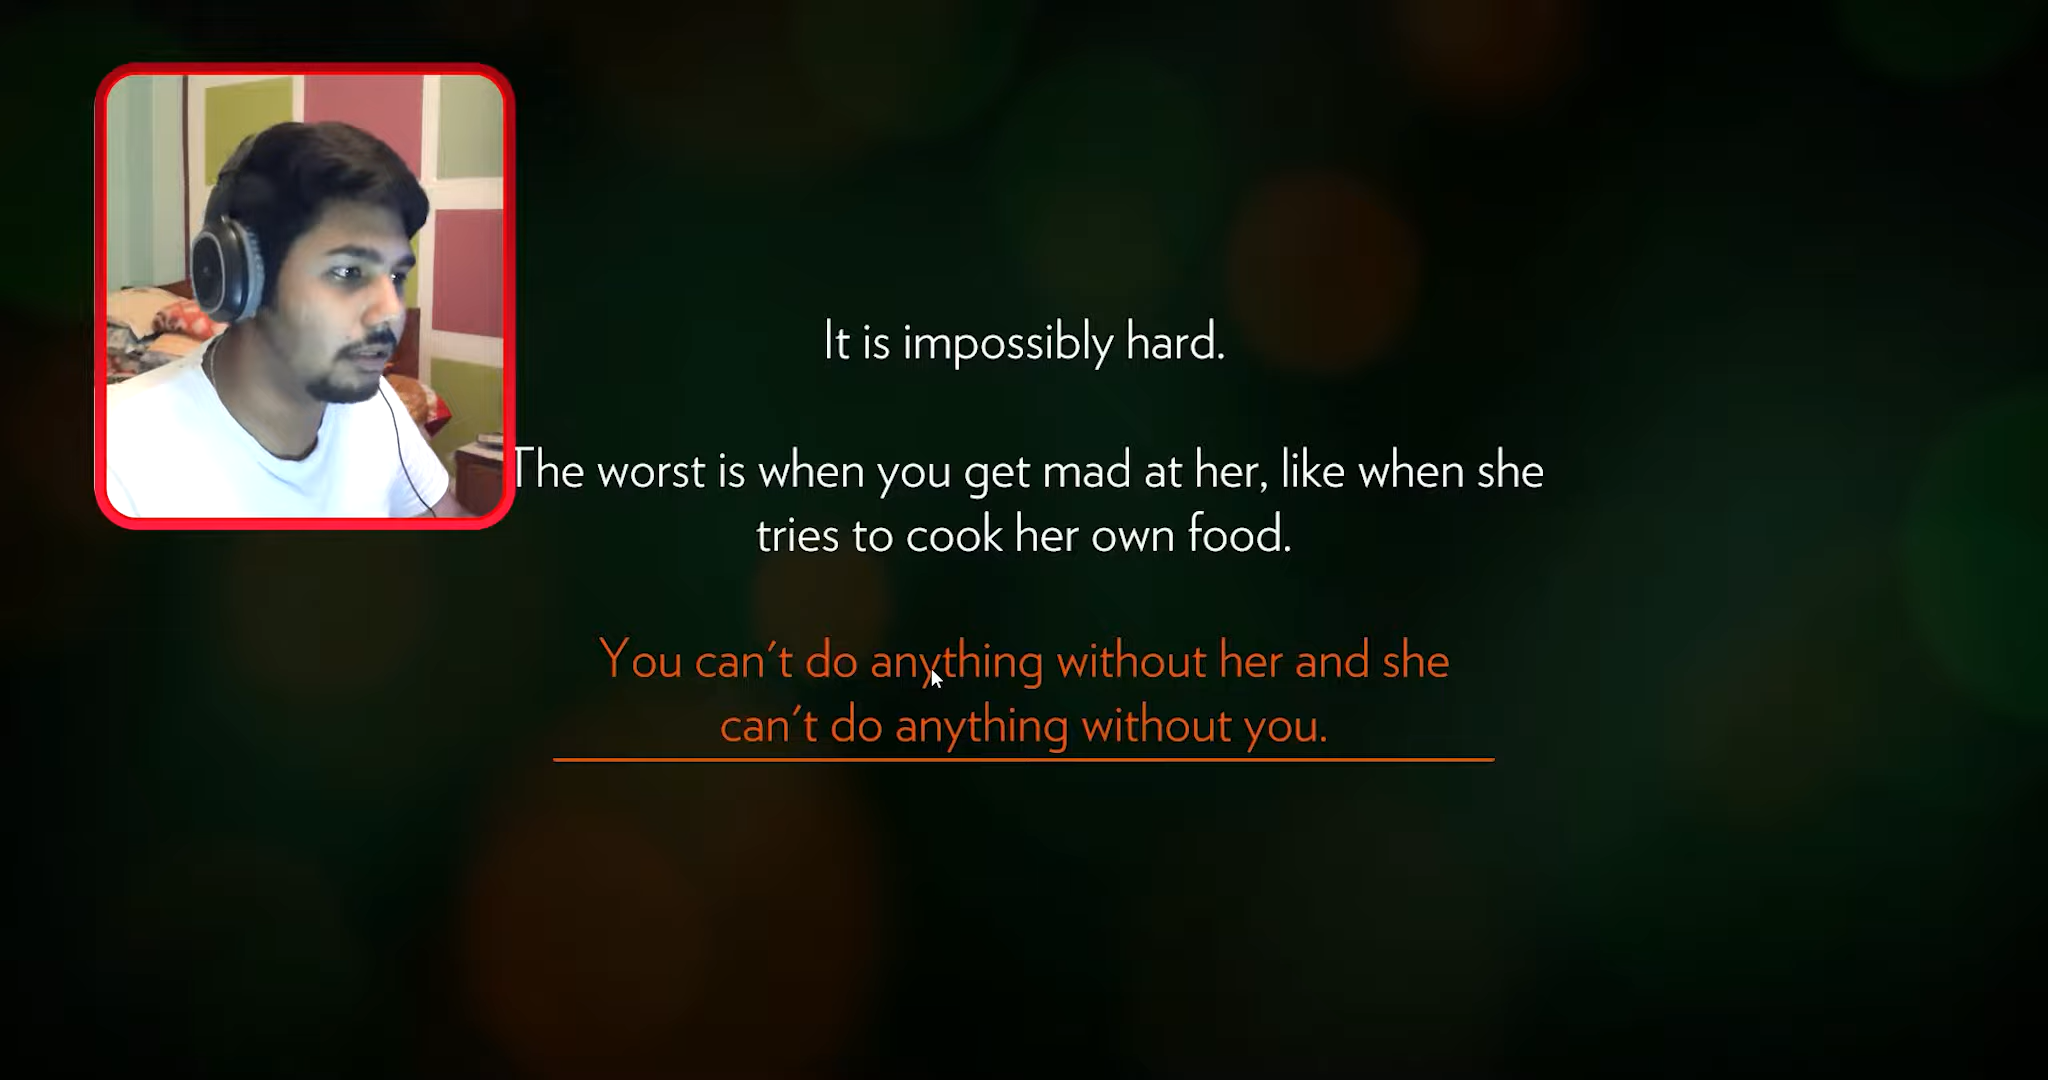 It is impossibly hard.
The worst is when you get mad at her, like when she
tries to cook her own food.
You can't do anything without her and she
can't do anything without you.